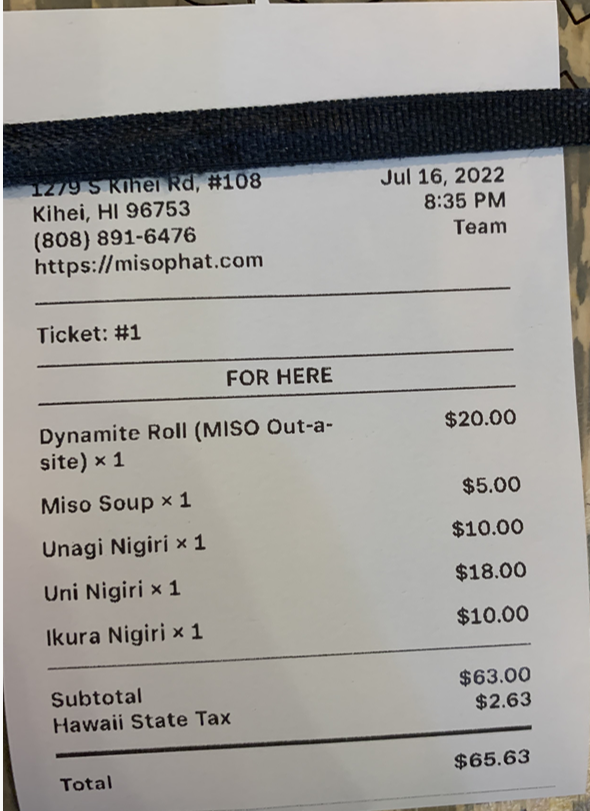 1279 S Kihei Rd, #108
Kihei, HI 96753
(808) 891-6476
https://misophat.com
Jul 16, 2022
8:35 PM
Team
Ticket: #1
FOR HERE
Dynamite Roll (MISO Out-a-
site) × 1 $20.00
Miso Soup × 1 $5.00
Unagi Nigiri × 1 $10.00
Uni Nigiri × 1 $18.00
Ikura Nigiri × 1 $10.00
Subtotal $63.00
Hawaii State Tax $2.63
Total $65.63